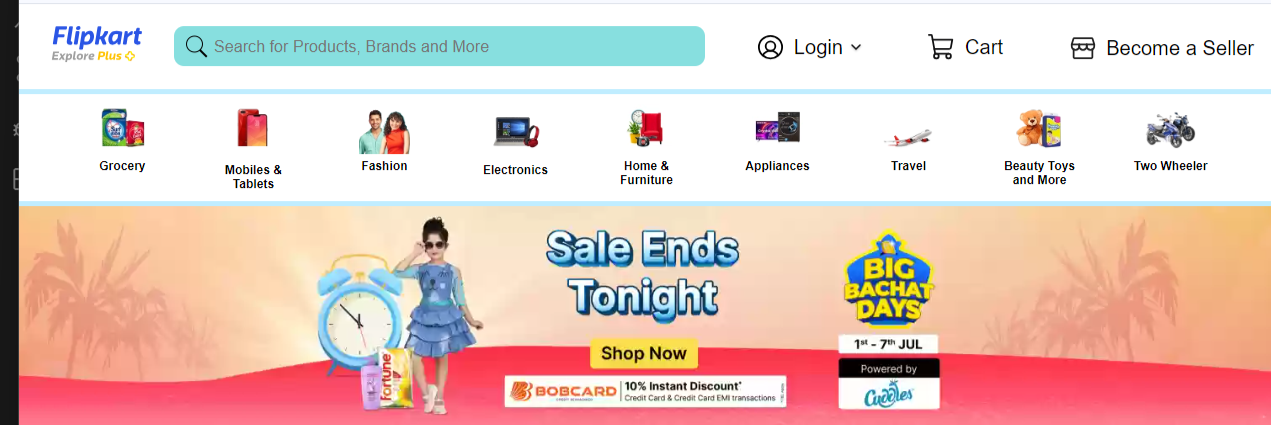 Flipkart
Explore Plus
Search for Products, Brands and More
Login
Cart
Become a Seller
Grocery
Mobiles &
Tablets
Fashion
Electronics
Home &
Furniture
Appliances
Travel
Beauty Toys
and More
Two Wheeler
Sale Ends
Tonight
Shop Now
BOBCARD
10% Instant Discount*
Credit Card & Credit Card EMI transactions
BIG
BACHAT
DAYS
1st - 7th JUL
Powered by
Cuddles
fortune